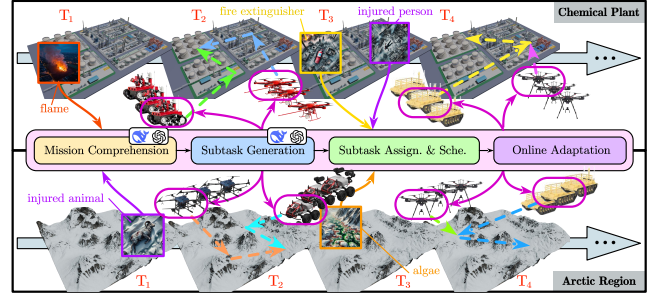 T1
T2
fire extinguisher
T3
injured person
T4
Chemical Plant
flame
Mission Comprehension
Subtask Generation
Subtask Assign. & Sche.
Online Adaptation
injured animal
algae
T1
T2
T3
T4
Arctic Region